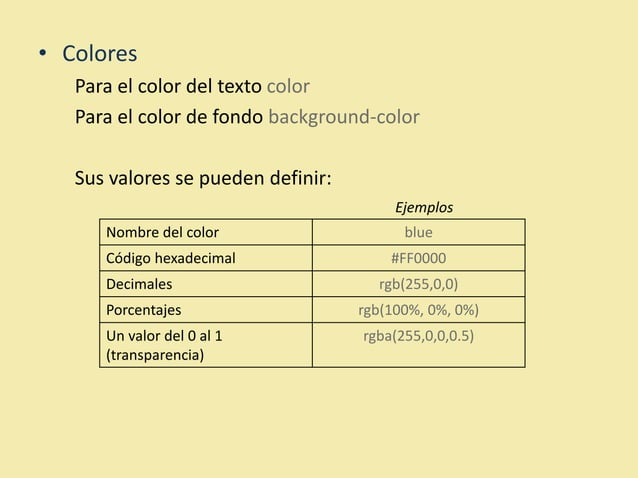 • Colores
Para el color del texto color
Para el color de fondo background-color
Sus valores se pueden definir:
Ejemplos
Nombre del color blue
Código hexadecimal #FF0000
Decimales rgb(255,0,0)
Porcentajes rgb(100%, 0%, 0%)
Un valor del 0 al 1 rgba(255,0,0,0.5)
(transparencia)